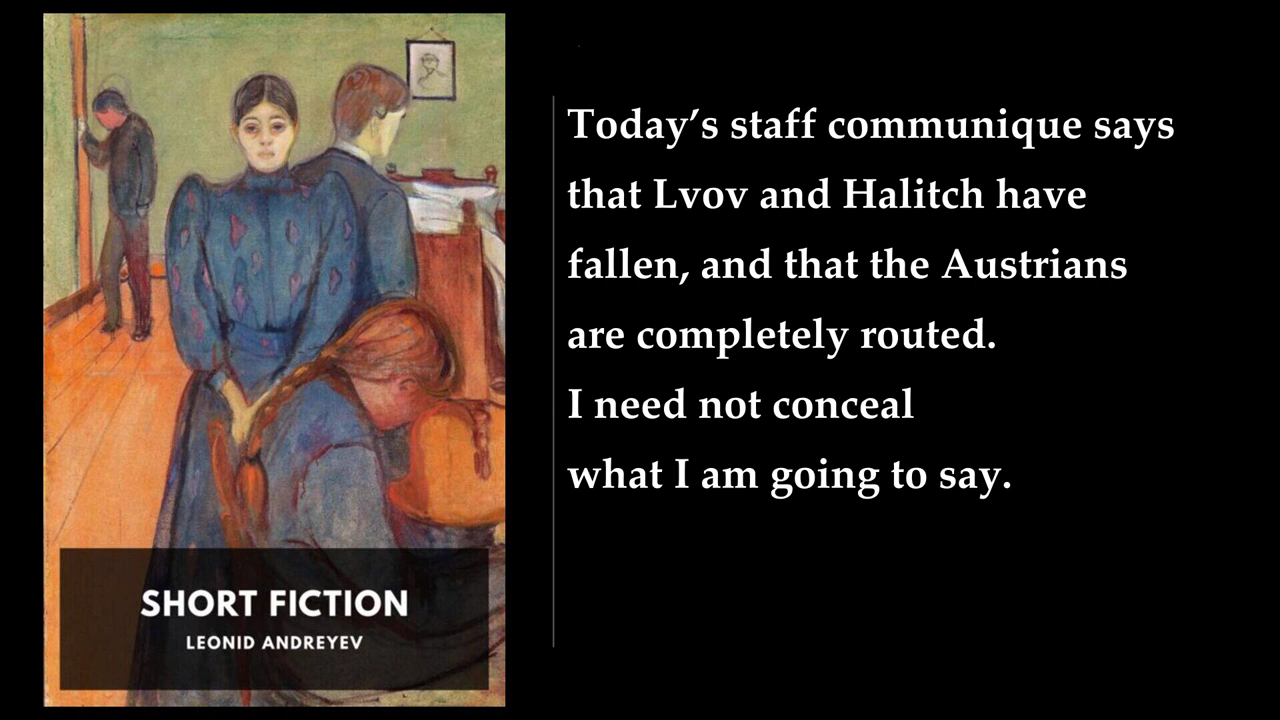 SHORT FICTION
LEONID ANDREYEV
Today’s staff communique says
that Lvov and Halitch have
fallen, and that the Austrians
are completely routed.
I need not conceal
what I am going to say.